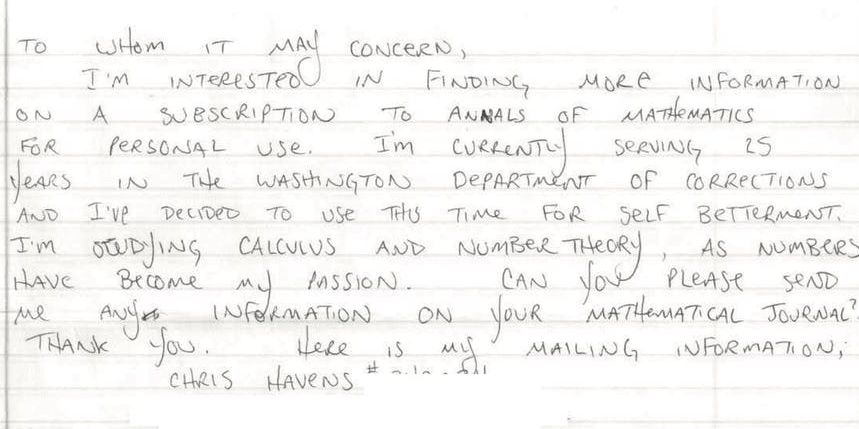 TO WHOM IT MAY CONCERN,
I'M INTERESTED IN FINDING MORE INFORMATION
ON A SUBSCRIPTION TO ANNALS OF MATHEMATICS
FOR PERSONAL USE. I'M CURRENTLY SERVING 25
YEARS IN THE WASHINGTON DEPARTMENT OF CORRECTIONS
AND I'VE DECIDED TO USE THIS TIME FOR SELF BETTERMENT.
I'M STUDYING CALCULUS AND NUMBER THEORY, AS NUMBERS
HAVE BECOME MY PASSION. CAN YOU PLEASE SEND
ME ANY INFORMATION ON YOUR MATHEMATICAL JOURNAL?
THANK YOU. HERE IS MY MAILING INFORMATION;
CHRIS HAVENS #